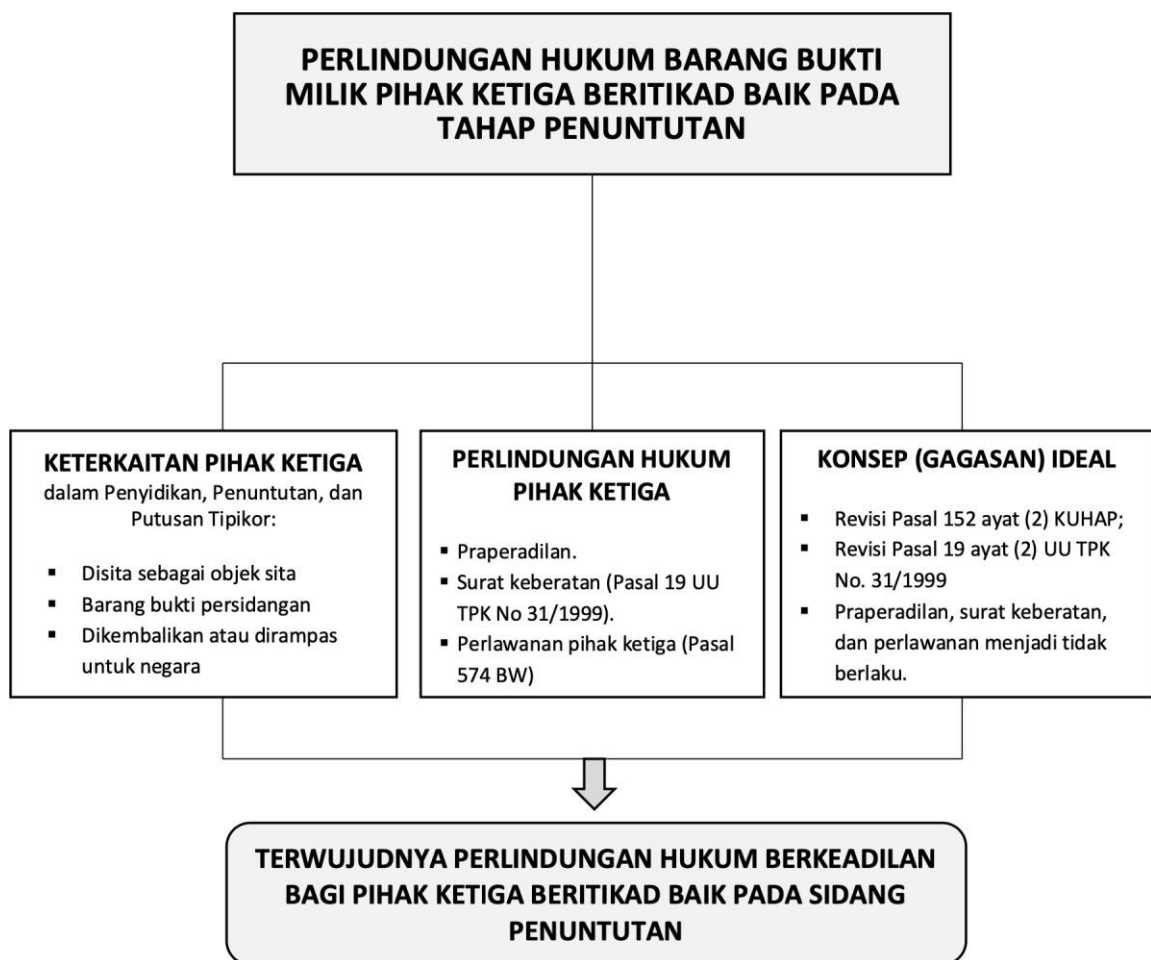 PERLINDUNGAN HUKUM BARANG BUKTI
MILIK PIHAK KETIGA BERITIKAD BAIK PADA
TAHAP PENUNTUTAN
KETERKAITAN PIHAK KETIGA
dalam Penyidikan, Penuntutan, dan
Putusan Tipikor:
▪ Disita sebagai objek sita
▪ Barang bukti persidangan
▪ Dikembalikan atau dirampas
untuk negara
PERLINDUNGAN HUKUM
PIHAK KETIGA
▪ Praperadilan.
▪ Surat keberatan (Pasal 19 UU
TPK No 31/1999).
▪ Perlawanan pihak ketiga (Pasal
574 BW)
KONSEP (GAGASAN) IDEAL
▪ Revisi Pasal 152 ayat (2) KUHAP;
▪ Revisi Pasal 19 ayat (2) UU TPK
No. 31/1999
▪ Praperadilan, surat keberatan,
dan perlawanan menjadi tidak
berlaku.
TERWUJUDNYA PERLINDUNGAN HUKUM BERKEADILAN
BAGI PIHAK KETIGA BERITIKAD BAIK PADA SIDANG
PENUNTUTAN